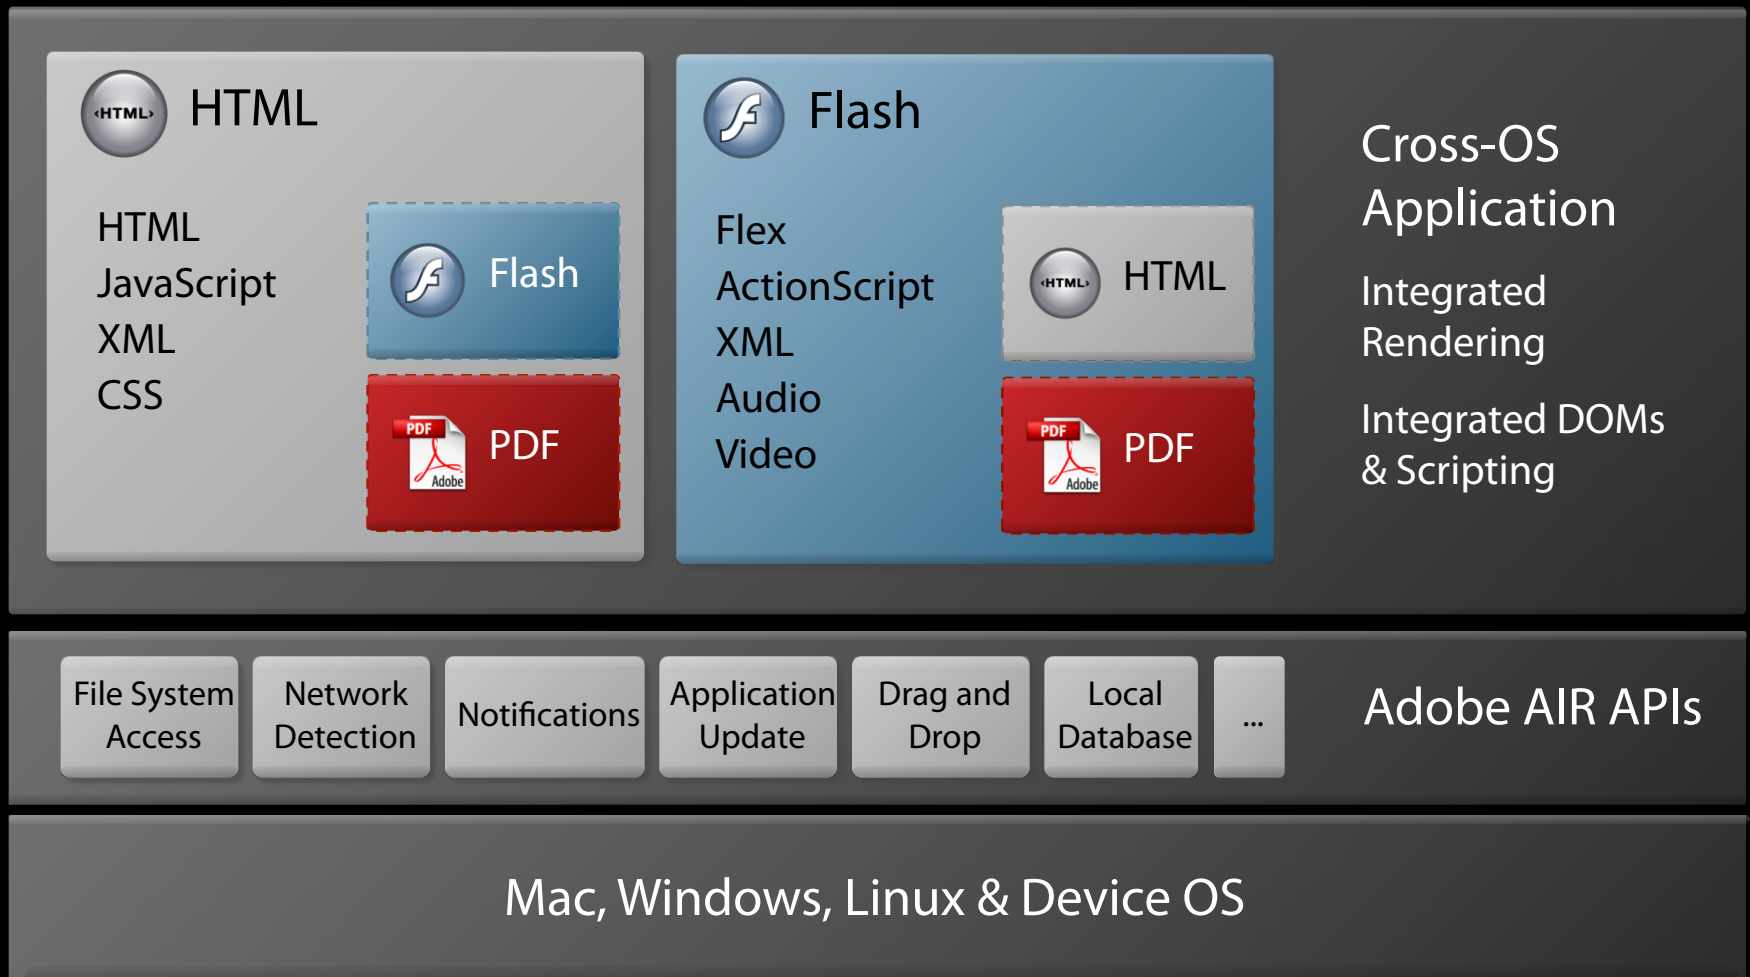 <HTML>
HTML
HTML
JavaScript
XML
CSS
Flash
PDF
Adobe
PDF
Flash
Flex
ActionScript
XML
Audio
Video
<HTML>
HTML
PDF
Adobe
PDF
Cross-OS
Application
Integrated
Rendering
Integrated DOMs
& Scripting
File System
Access
Network
Detection
Notifications
Application
Update
Drag and
Drop
Local
Database
...
Adobe AIR APIs
Mac, Windows, Linux & Device OS